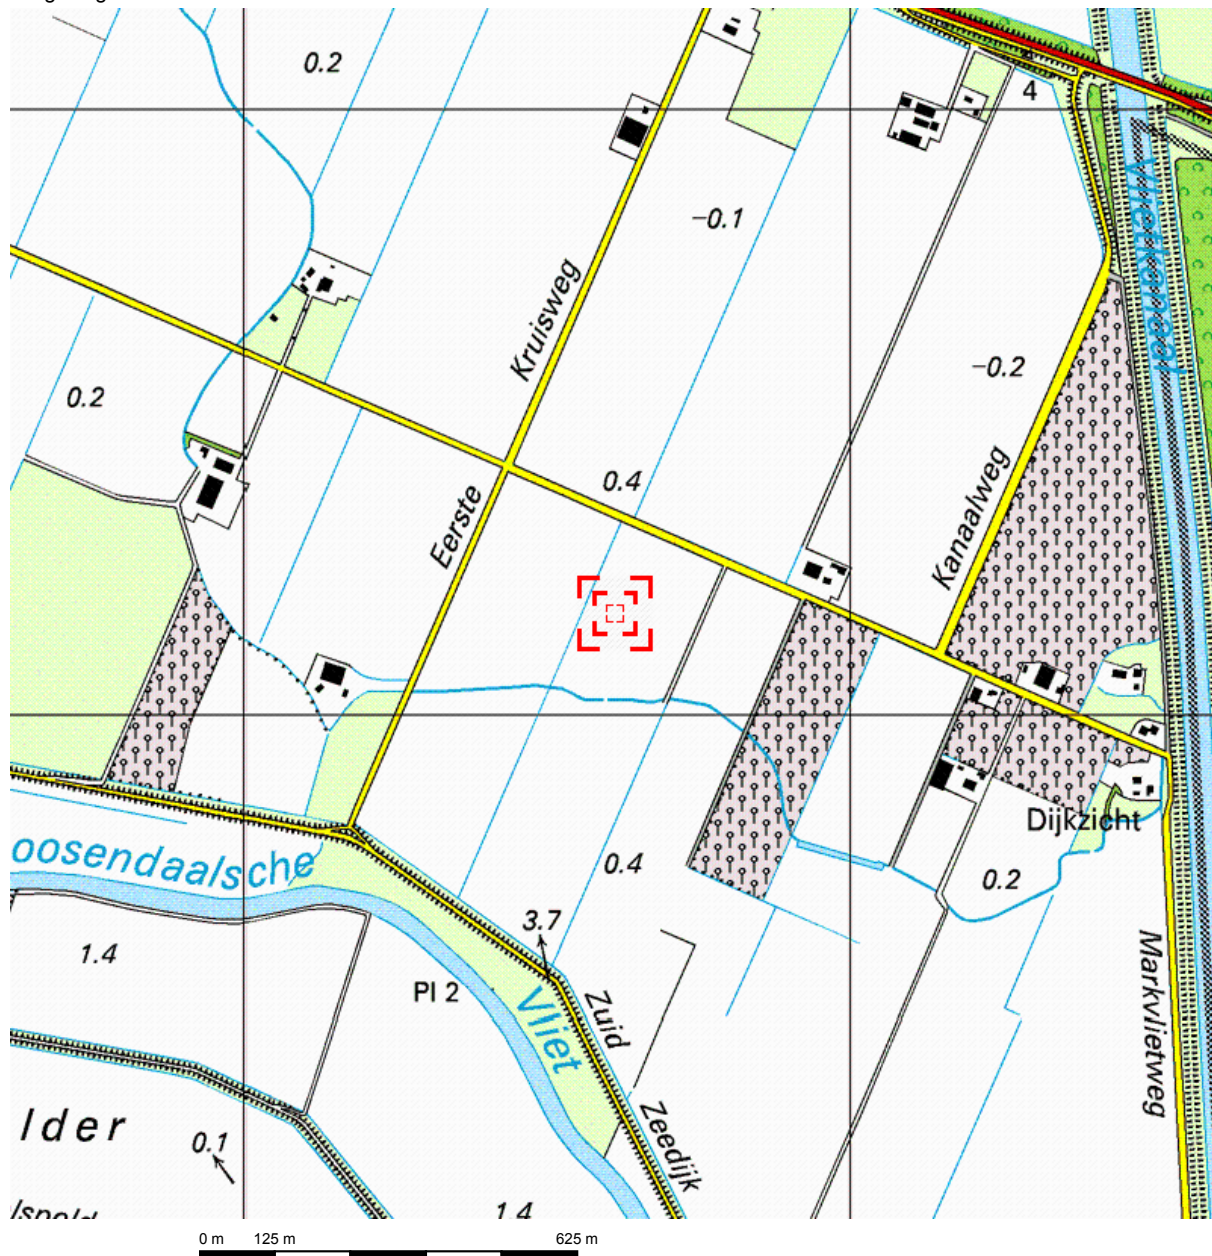 0.2
4
Vlietkanaal
-0.1
Kruisweg
-0.2
0.2
0.4
Eerste
Kanaalweg
Dijkzicht
oosendaalsche
0.4
0.2
3.7
1.4
Pl 2
Vliet
Zuid
Markvlietweg
Zeedijk
lder
0.1
1.4
0 m 125 m 625 m